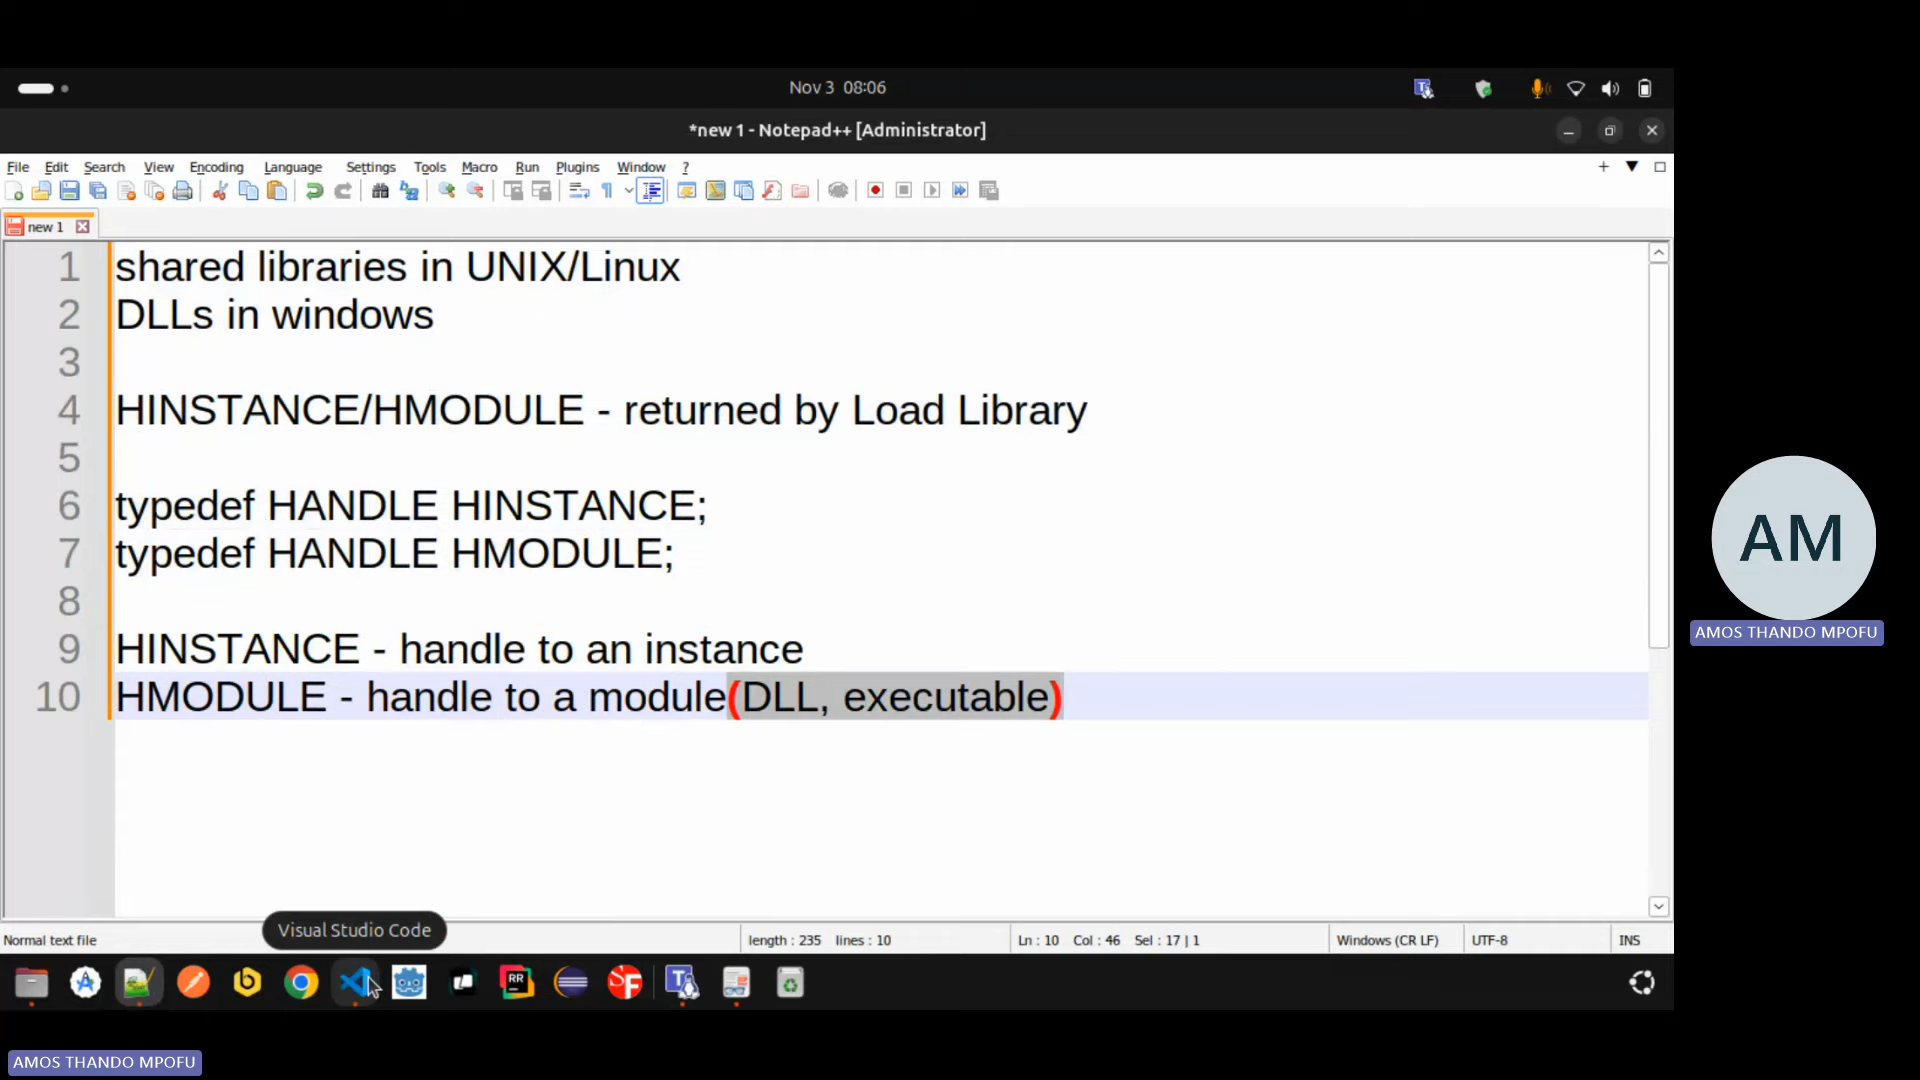 Nov 3 08:06
*new 1 - Notepad++ [Administrator]
File Edit Search View Encoding Language Settings Tools Macro Run Plugins Window ?
new 1
1 shared libraries in UNIX/Linux
2 DLLs in windows
3
4 HINSTANCE/HMODULE - returned by Load Library
5
6 typedef HANDLE HINSTANCE;
7 typedef HANDLE HMODULE;
8
9 HINSTANCE - handle to an instance
10 HMODULE - handle to a module(DLL, executable)
AM
AMOS THANDO MPOFU
Visual Studio Code
Normal text file length : 235 lines : 10 Ln : 10 Col : 46 Sel : 17 | 1 Windows (CR LF) UTF-8 INS
RR
SF
AMOS THANDO MPOFU